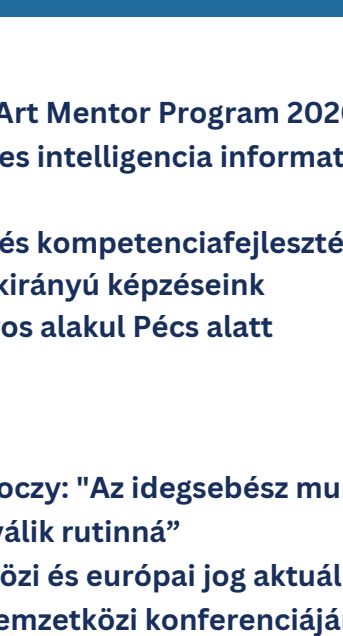 Art Mentor Program 202
es intelligencia informat
és kompetenciafejleszté
kirányú képzéseink
os alakul Pécs alatt
oczy: "Az idegsebész mu
válik rutinná”
özi és európai jog aktuál
emzetközi konferenciájá